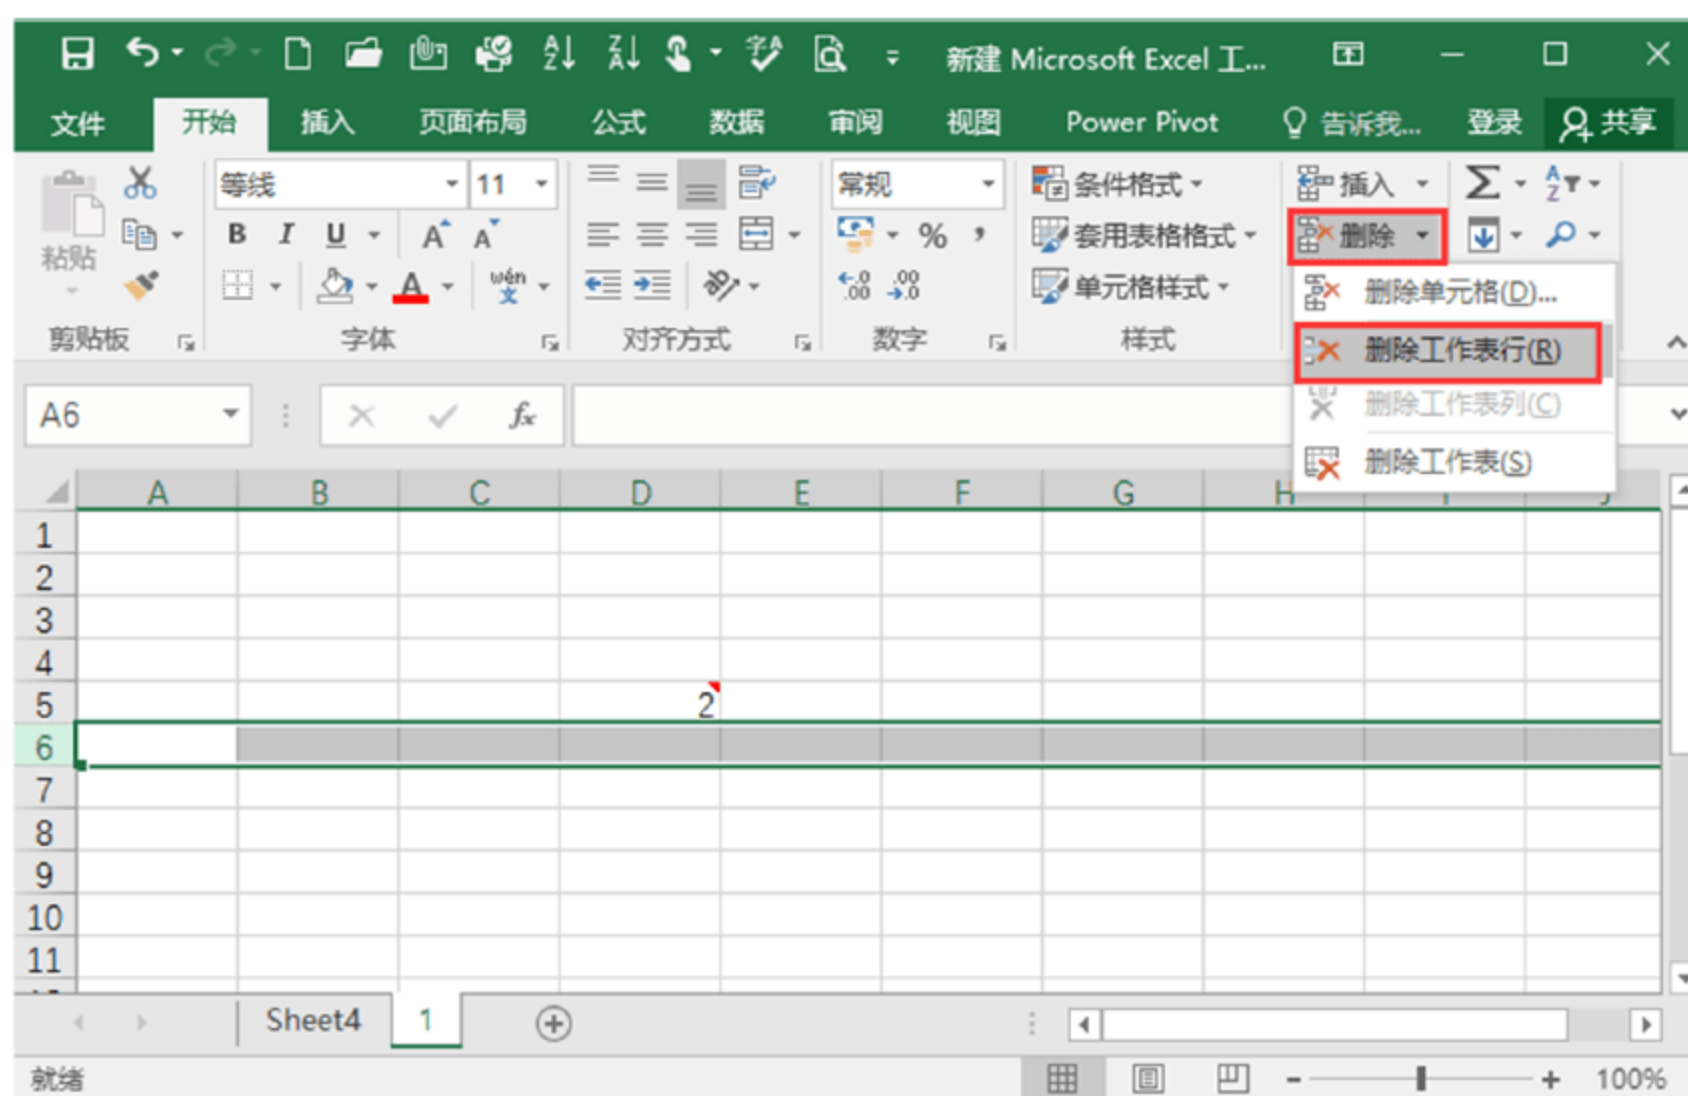 新建 Microsoft Excel 工...
文件 开始 插入 页面布局 公式 数据 审阅 视图 Power Pivot 告诉我... 登录 共享
等线 11 常规 条件格式 插入
粘贴 B I U A A % , 套用表格格式 删除
A wén 文 .0 .00 .00 .0 单元格样式 删除单元格(D)...
剪贴板 字体 对齐方式 数字 样式 删除工作表行(R)
删除工作表列(C)
A6 fx
删除工作表(S)
A B C D E F G H I J
1
2
3
4
5 2
6
7
8
9
10
11
Sheet4 1
就绪 100%